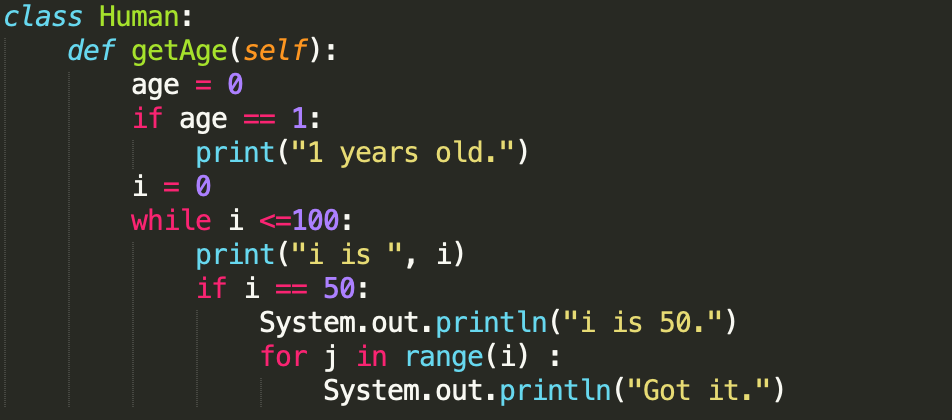 class Human:
    def getAge(self):
        age = 0
        if age == 1:
            print("1 years old.")
        i = 0
        while i <=100:
            print("i is ", i)
            if i == 50:
                System.out.println("i is 50.")
                for j in range(i) :
                    System.out.println("Got it.")